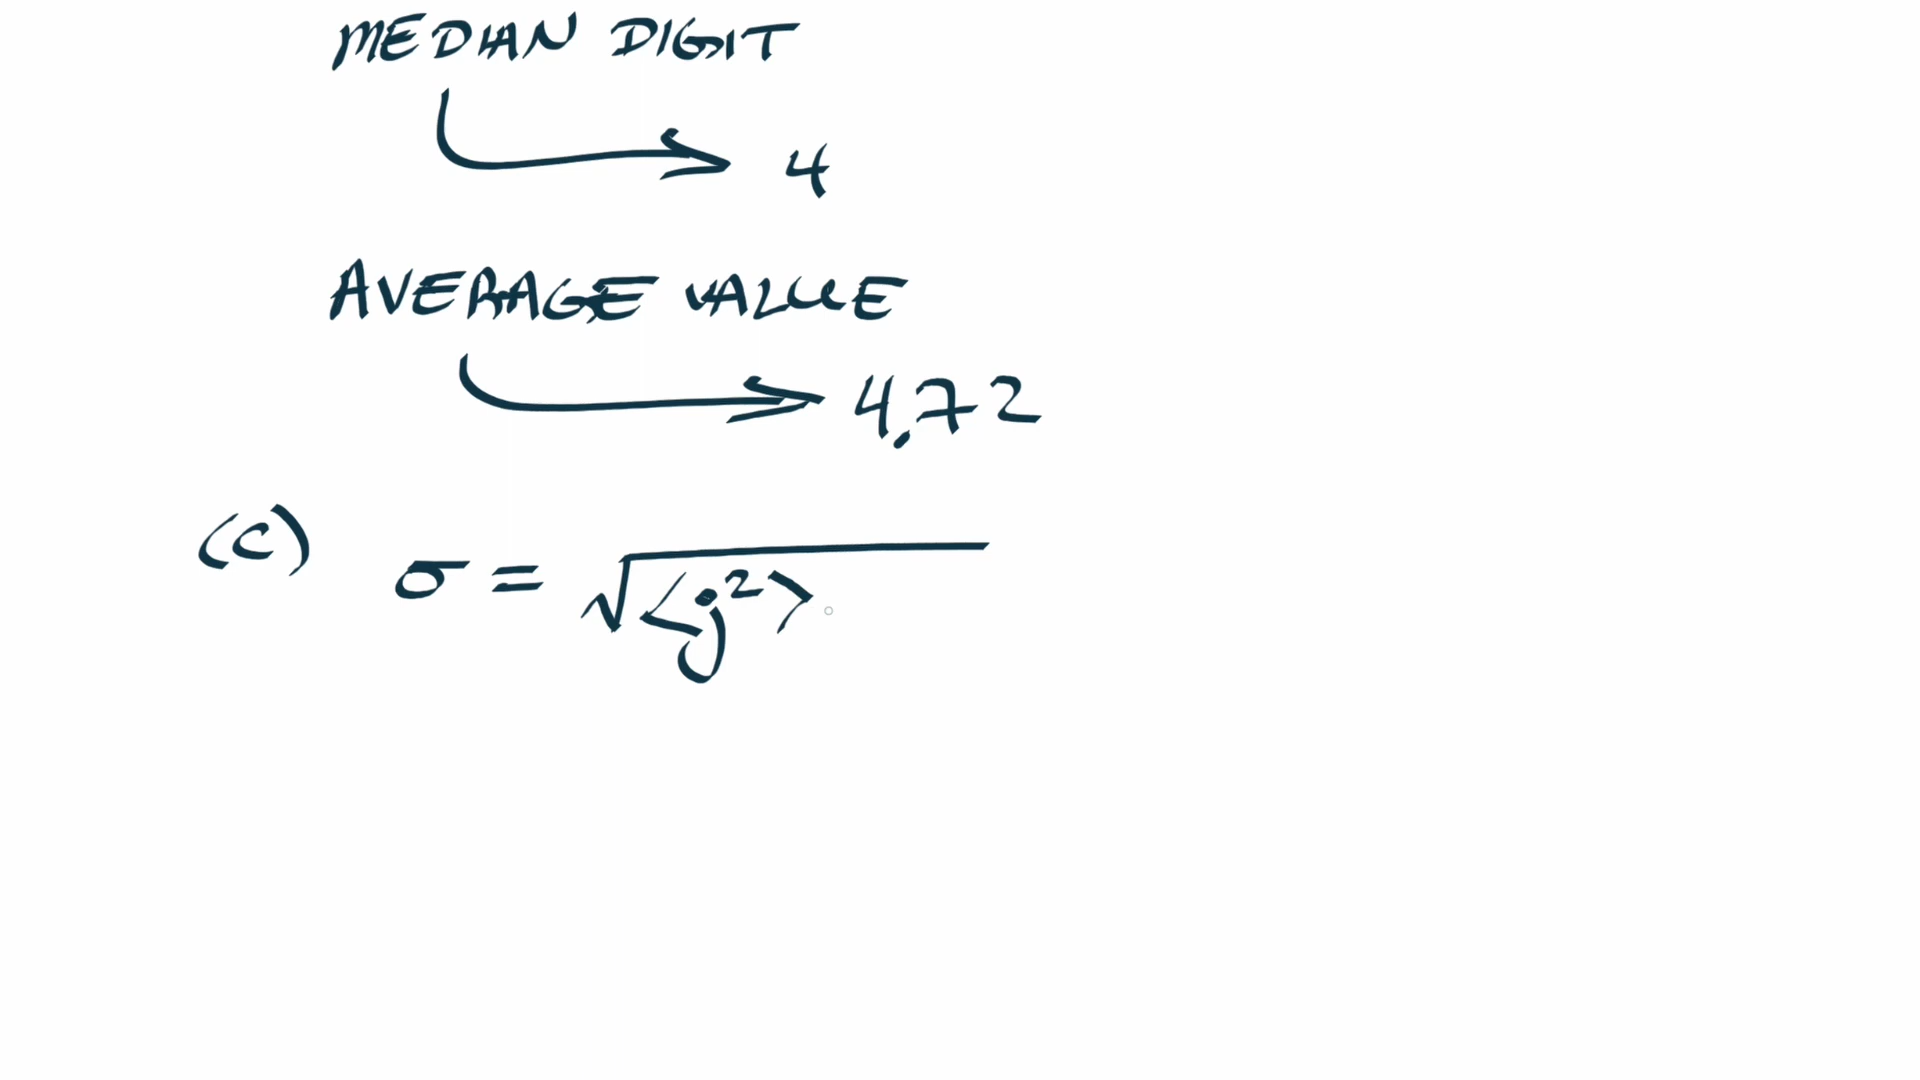 MEDIAN DIGIT
4
AVERAGE VALUE
4.72
(c) σ = √<j²>